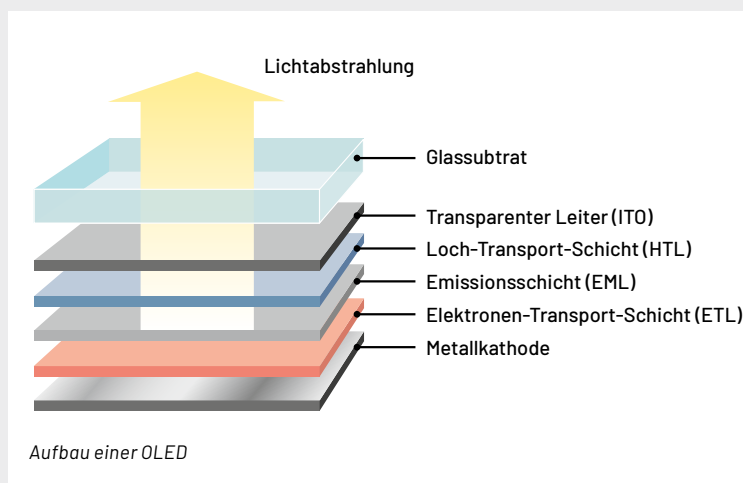 Lichtabstrahlung
Glassubtrat
Transparenter Leiter (ITO)
Loch-Transport-Schicht (HTL)
Emissionsschicht (EML)
Elektronen-Transport-Schicht (ETL)
Metallkathode
Aufbau einer OLED